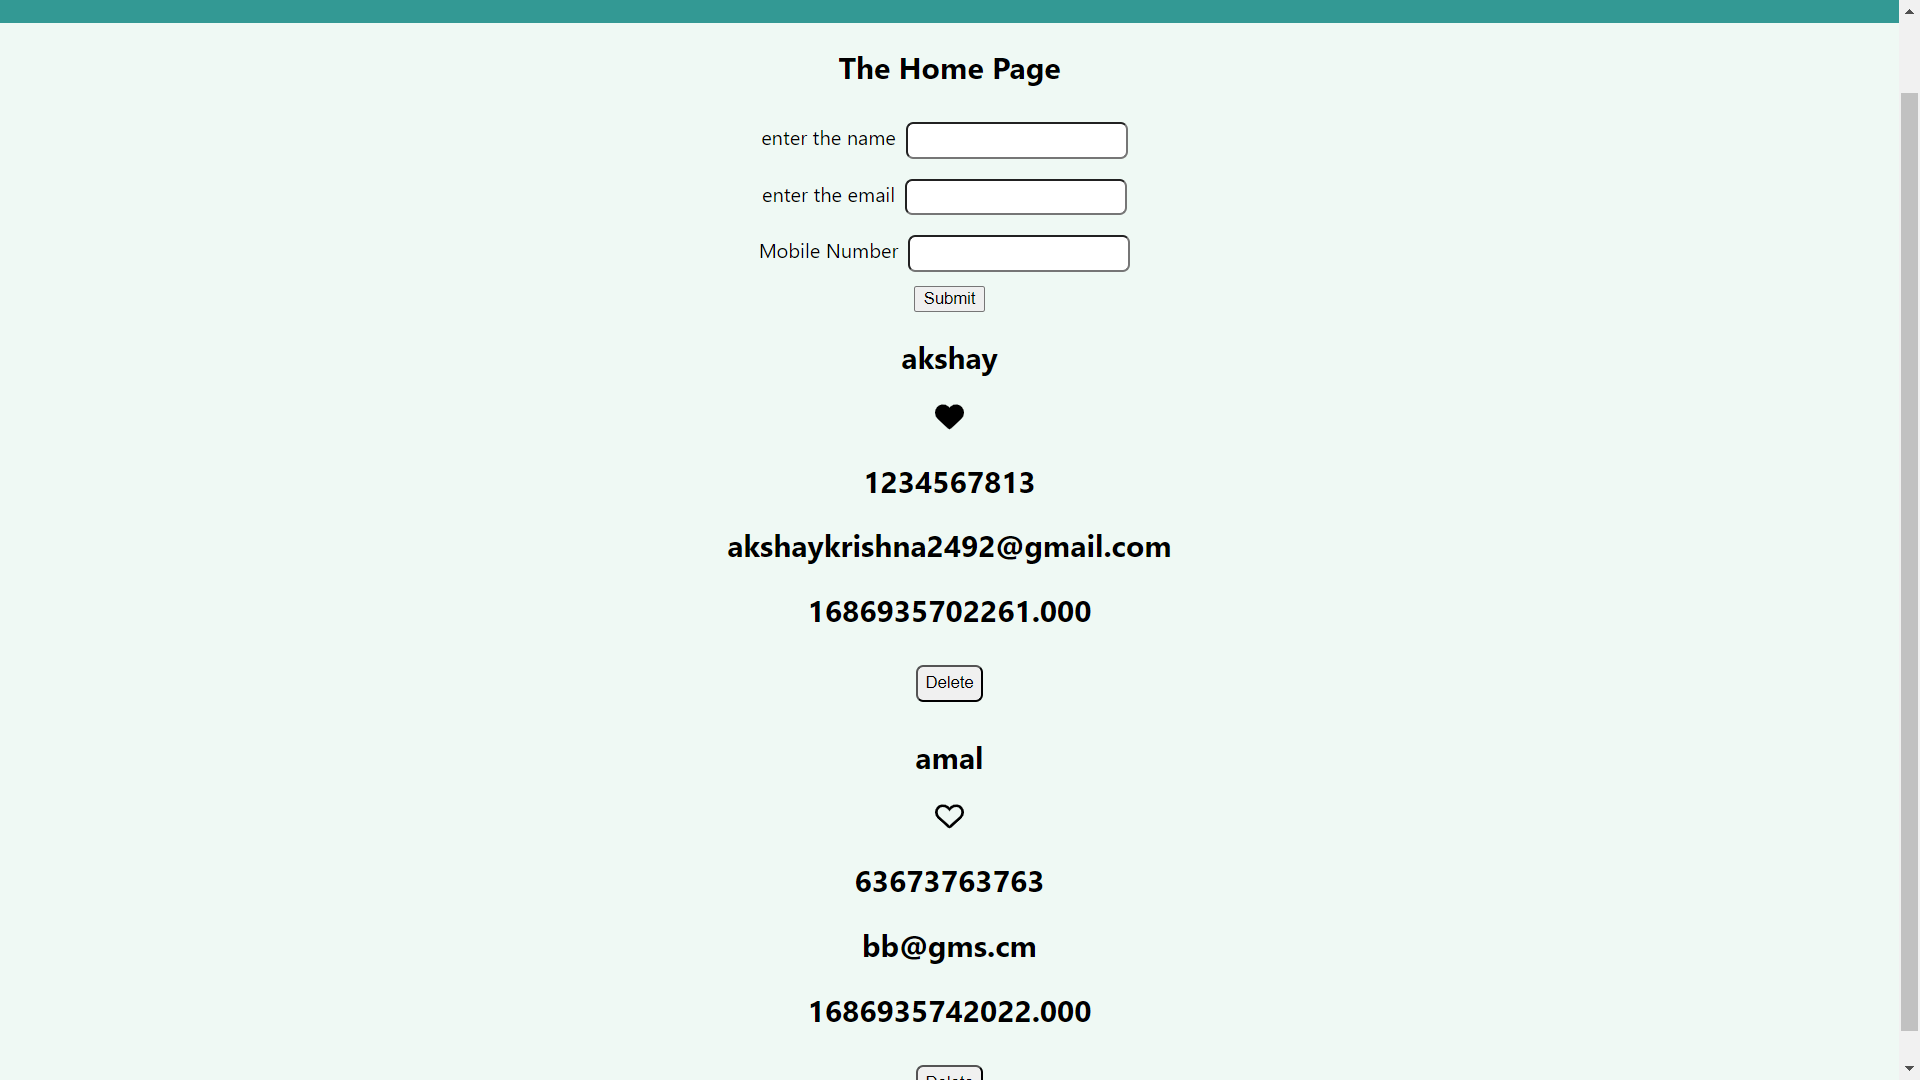 The Home Page
enter the name
enter the email
Mobile Number
Submit
akshay
1234567813
akshaykrishna2492@gmail.com
1686935702261.000
Delete
amal
63673763763
bb@gms.cm
1686935742022.000
Delete